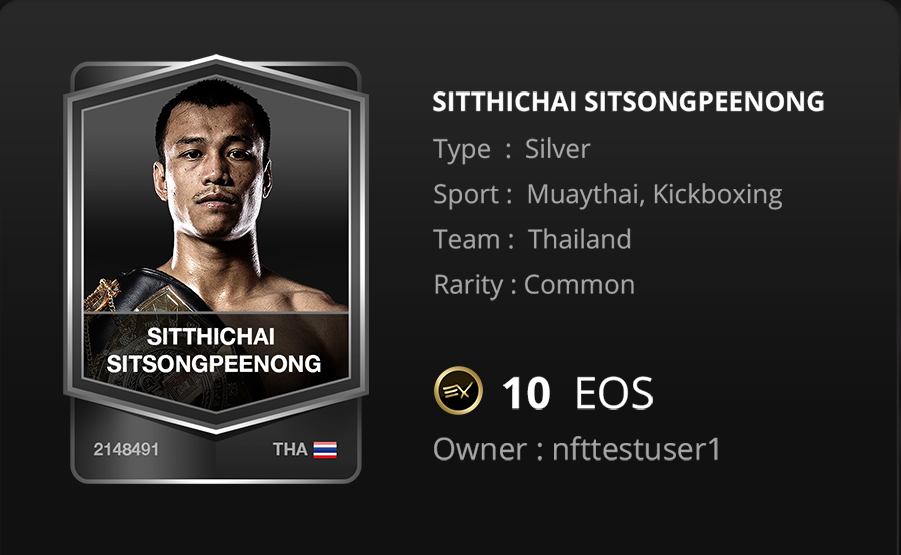 SITTHICHAI
SITSONGPEENONG
2148491 THA
SITTHICHAI SITSONGPEENONG
Type : Silver
Sport : Muaythai, Kickboxing
Team : Thailand
Rarity : Common
EX 10 EOS
Owner : nfttestuser1